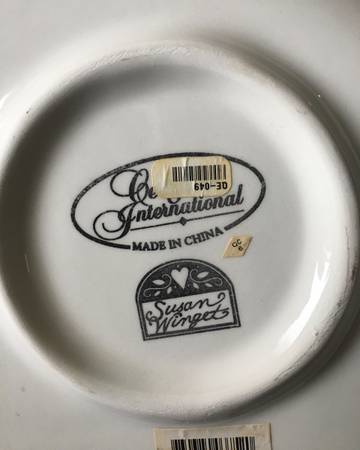 QE-049
International
MADE IN CHINA
Susan
Winget